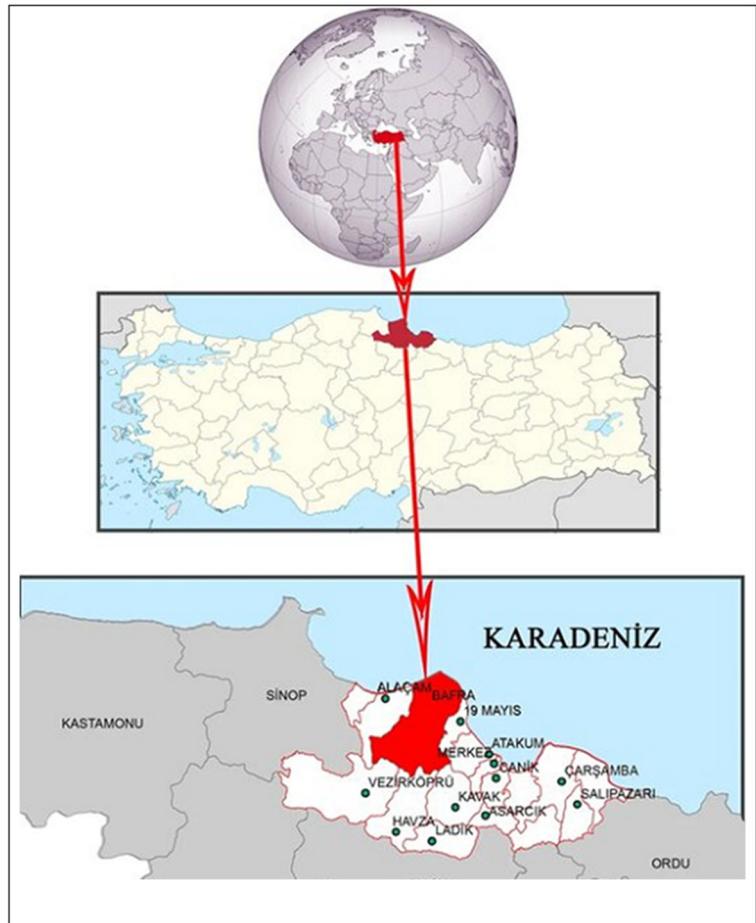 KARADENİZ
SİNOP
KASTAMONU
ALAÇAM
BAFRA
19 MAYIS
MERKEZ
ATAKUM
CANİK
ÇARŞAMBA
VEZİRKÖPRÜ
SALIPAZARI
KAVAK
ASARCIK
HAVZA
LADİK
ORDU